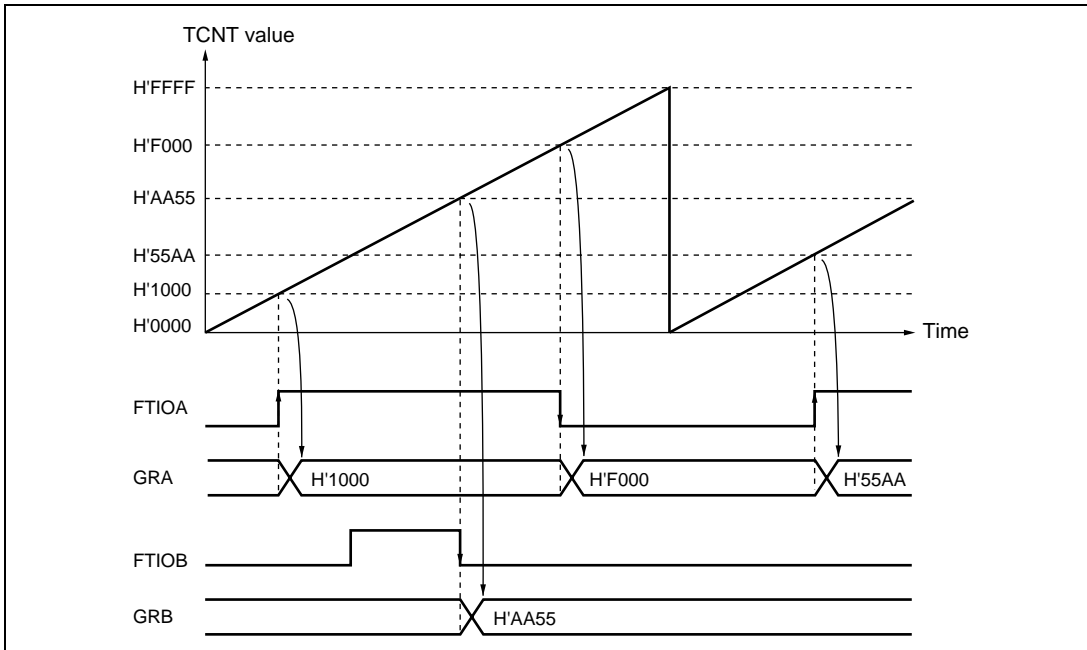 TCNT value
H'FFFF
H'F000
H'AA55
H'55AA
H'1000
H'0000
Time
FTIOA
GRA
H'1000
H'F000
H'55AA
FTIOB
GRB
H'AA55